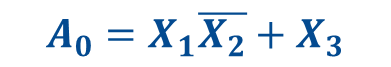 A₀ = X₁X̅₂̅ + X₃